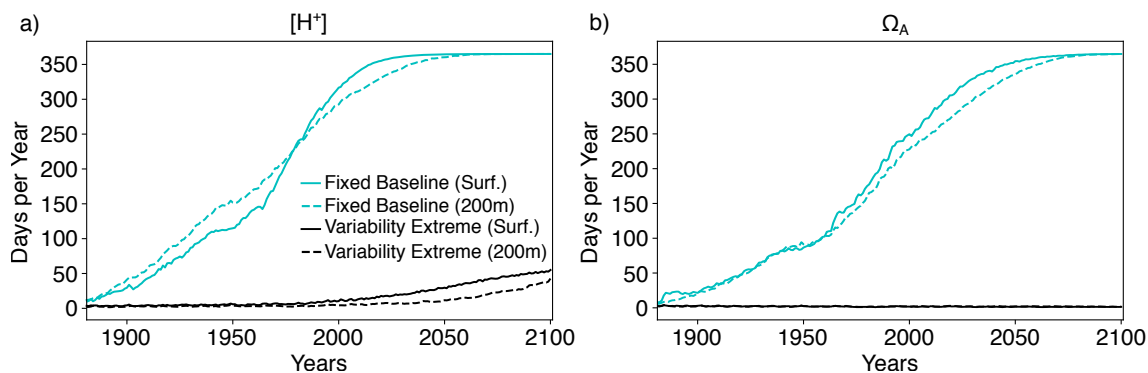 a)
[H⁺]
Days per Year
350
300
250
200
150
100
50
0
Fixed Baseline (Surf.)
Fixed Baseline (200m)
Variability Extreme (Surf.)
Variability Extreme (200m)
1900 1950 2000 2050 2100
Years
b)
Ω_A
Days per Year
350
300
250
200
150
100
50
0
1900 1950 2000 2050 2100
Years